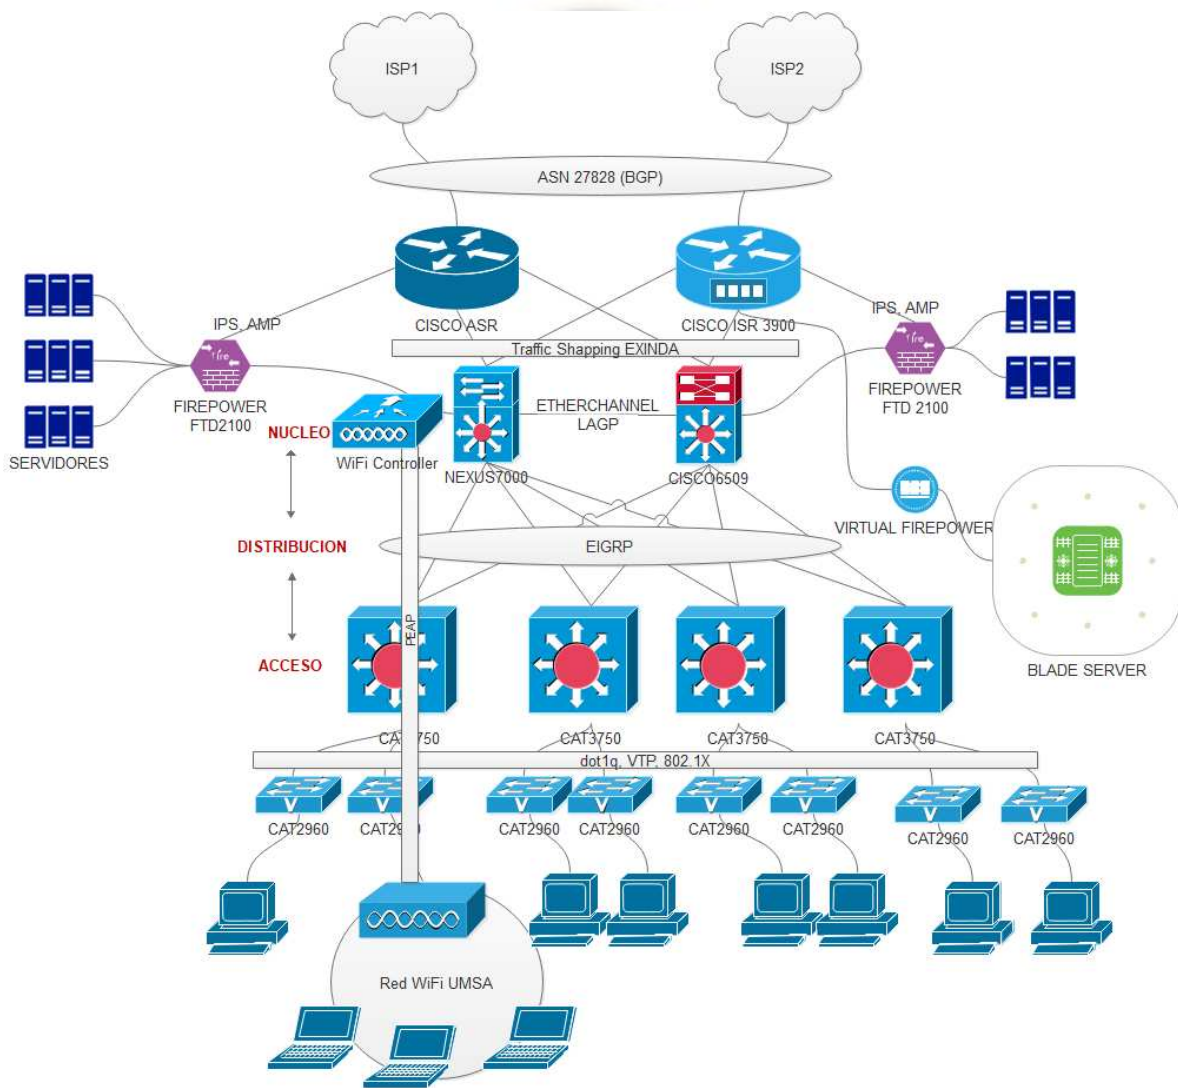 ISP1
ISP2
ASN 27828 (BGP)
CISCO ASR
CISCO ISR 3900
IPS, AMP
IPS, AMP
Traffic Shapping EXINDA
FIREPOWER
FTD2100
FIREPOWER
FTD 2100
SERVIDORES
NUCLEO
WiFi Controller
ETHERCHANNEL
LAGP
NEXUS7000
CISCO6509
VIRTUAL FIREPOWER
DISTRIBUCION
EIGRP
PEAP
ACCESO
BLADE SERVER
CAT3750
CAT3750
CAT3750
CAT3750
dot1q, VTP, 802.1X
CAT2960
CAT2960
CAT2960
CAT2960
CAT2960
CAT2960
CAT2960
CAT2960
Red WiFi UMSA